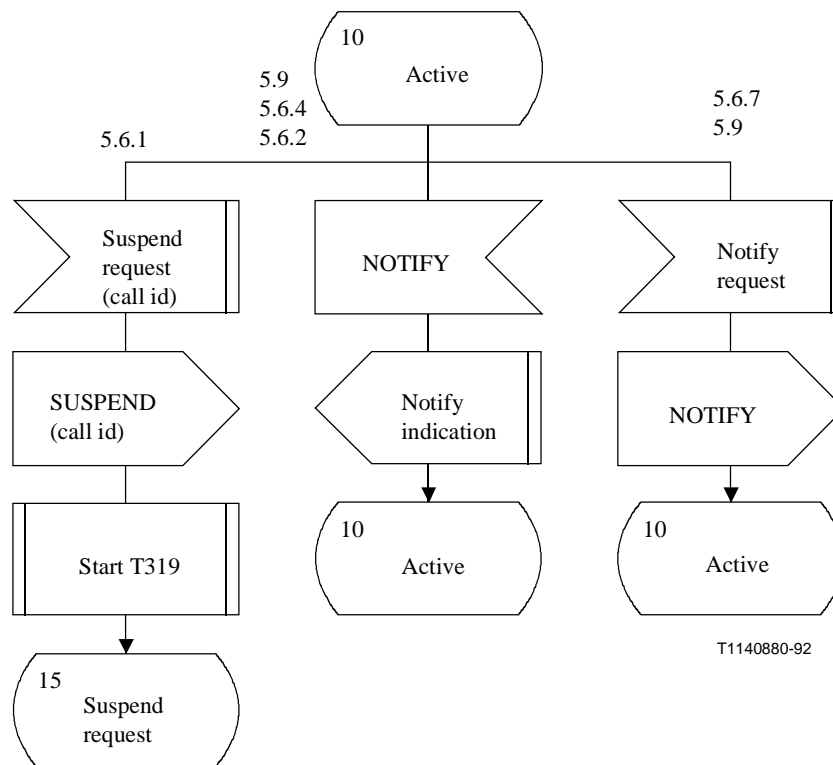 10
Active
5.9
5.6.4
5.6.2
5.6.7
5.9
5.6.1
Suspend
request
(call id)
NOTIFY
Notify
request
SUSPEND
(call id)
Notify
indication
NOTIFY
Start T319
10
Active
10
Active
T1140880-92
15
Suspend
request